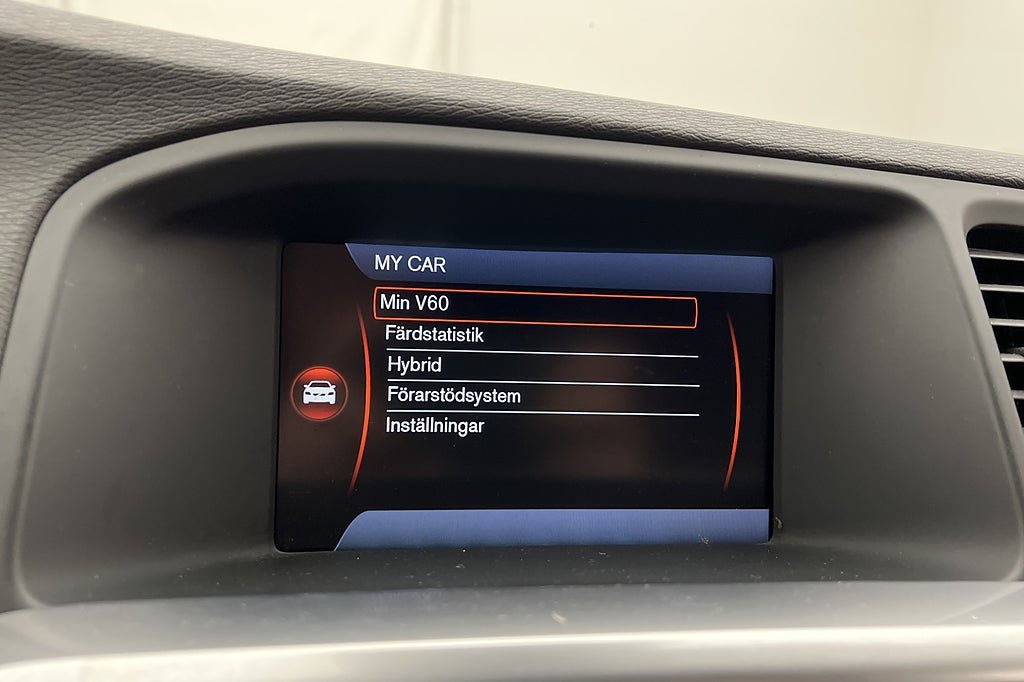 MY CAR
Min V60
Färdstatistik
Hybrid
Förarstödsystem
Inställningar